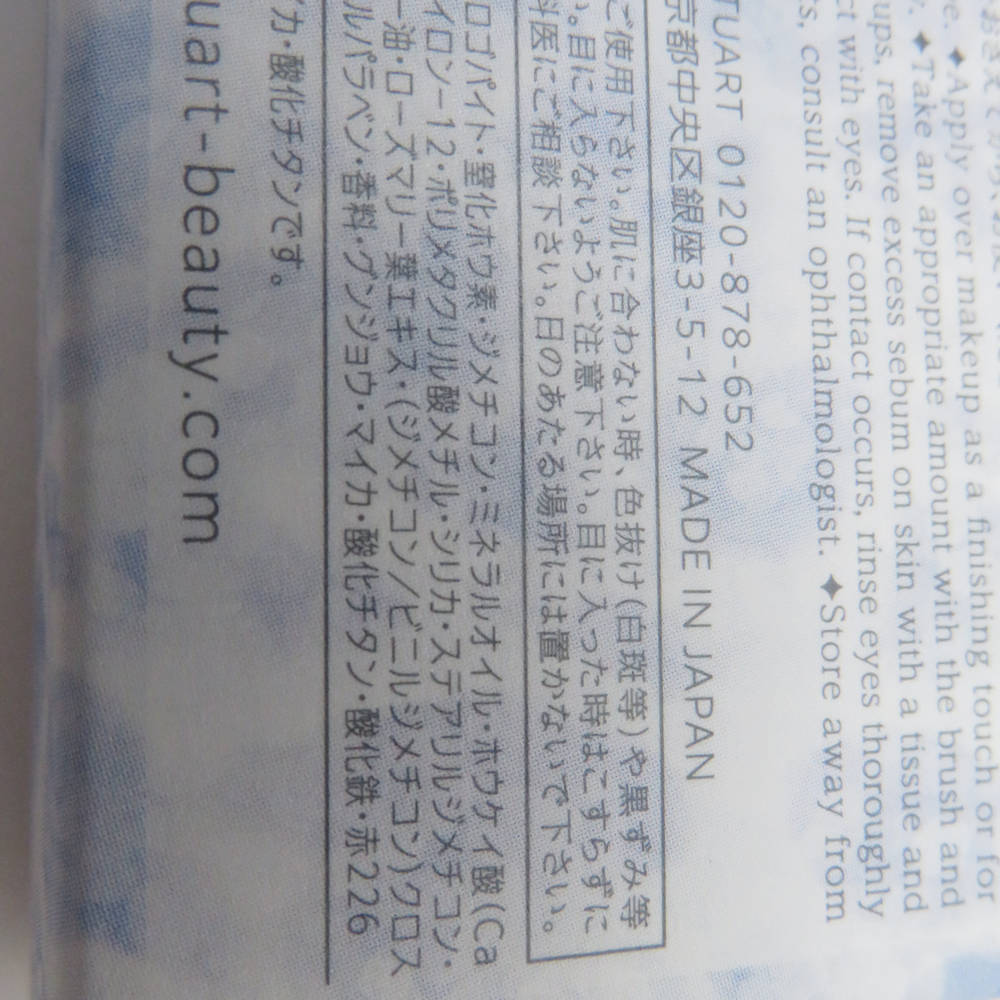 ce. ✦Apply over makeup as a finishing touch or for
✦Take an appropriate amount with the brush and
ups, remove excess sebum on skin with a tissue and
ct with eyes. If contact occurs, rinse eyes thoroughly
s, consult an ophthalmologist. ✦Store away from
TUART 0120-878-652
京都中央区銀座3-5-12 MADE IN JAPAN
ご使用下さい。肌に合わない時、色抜け(白斑等)や黒ずみ等
い。目に入らないようご注意下さい。目に入った時はこすらずに
科医にご相談下さい。日のあたる場所には置かないで下さい。
ロゴパイト・窒化ホウ素・ジメチコン・ミネラルオイル・ホウケイ酸(Ca
イロン-12・ポリメタクリル酸メチル・シリカ・ステアリルジメチコン・
ー油・ローズマリー葉エキス・(ジメチコン/ビニルジメチコン)クロス
ルパラベン・香料・グンジョウ・マイカ・酸化チタン・酸化鉄・赤226
イカ・酸化チタンです。
uart-beauty.com